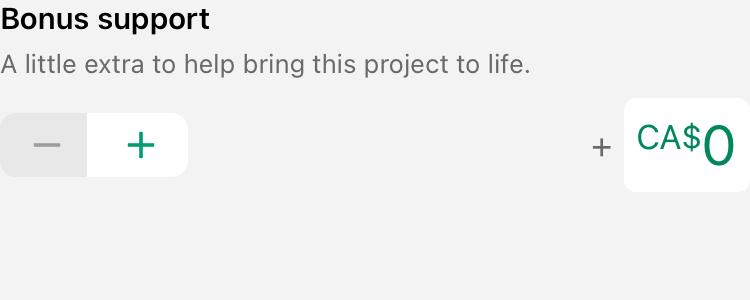 Bonus support
A little extra to help bring this project to life.
− + + CA$0